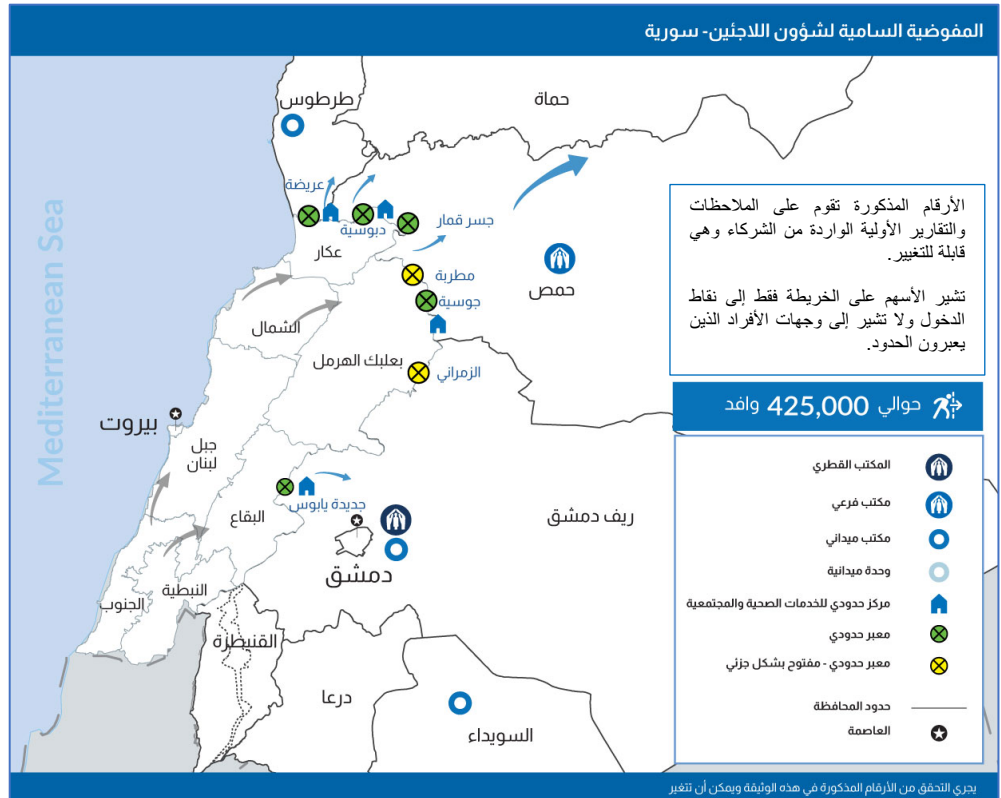 المفوضية السامية لشؤون اللاجئين- سورية
حماة
طرطوس
عريضة
دبوسية
جسر قمار
عكار
مطربة
حمص
جوسية
الشمال
بعلبك الهرمل
الزمراني
بيروت
جبل
لبنان
جديدة يابوس
البقاع
ريف دمشق
دمشق
النبطية
الجنوب
القنيطرة
درعا
السويداء
Mediterranean Sea
الأرقام المذكورة تقوم على الملاحظات
والتقارير الأولية الواردة من الشركاء وهي
قابلة للتغيير.
تشير الأسهم على الخريطة فقط إلى نقاط
الدخول ولا تشير إلى وجهات الأفراد الذين
يعبرون الحدود.
حوالي 425,000 وافد
المكتب القطري
مكتب فرعي
مكتب ميداني
وحدة ميدانية
مركز حدودي للخدمات الصحية والمجتمعية
معبر حدودي
معبر حدودي - مفتوح بشكل جزئي
حدود المحافظة
العاصمة
يجري التحقق من الأرقام المذكورة في هذه الوثيقة ويمكن أن تتغير